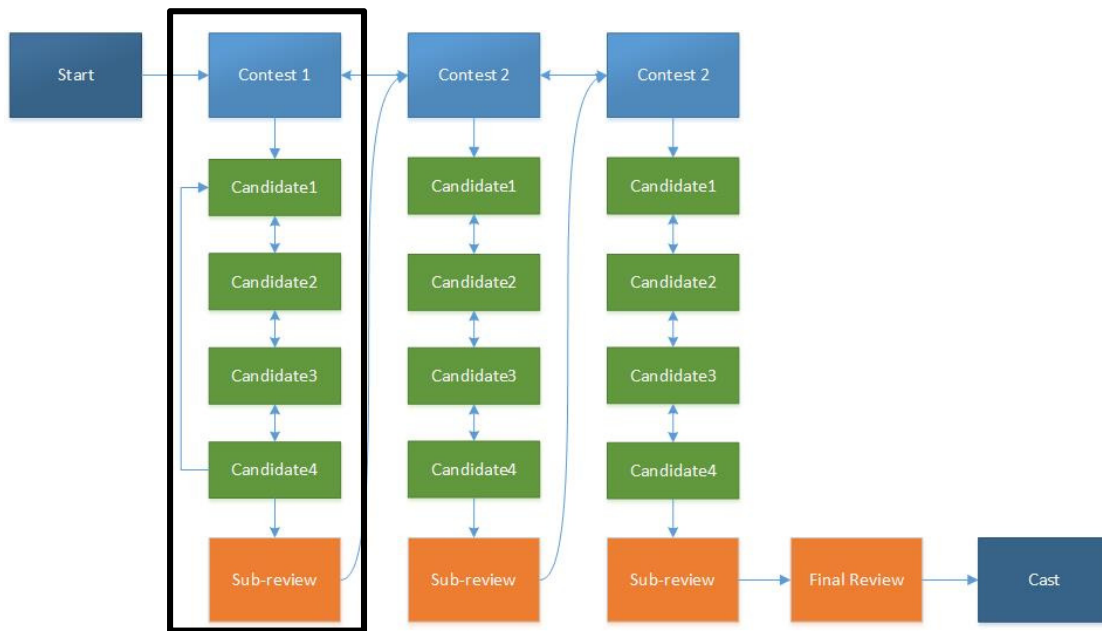 Start
Contest 1
Contest 2
Contest 2
Candidate1
Candidate1
Candidate1
Candidate2
Candidate2
Candidate2
Candidate3
Candidate3
Candidate3
Candidate4
Candidate4
Candidate4
Sub-review
Sub-review
Sub-review
Final Review
Cast